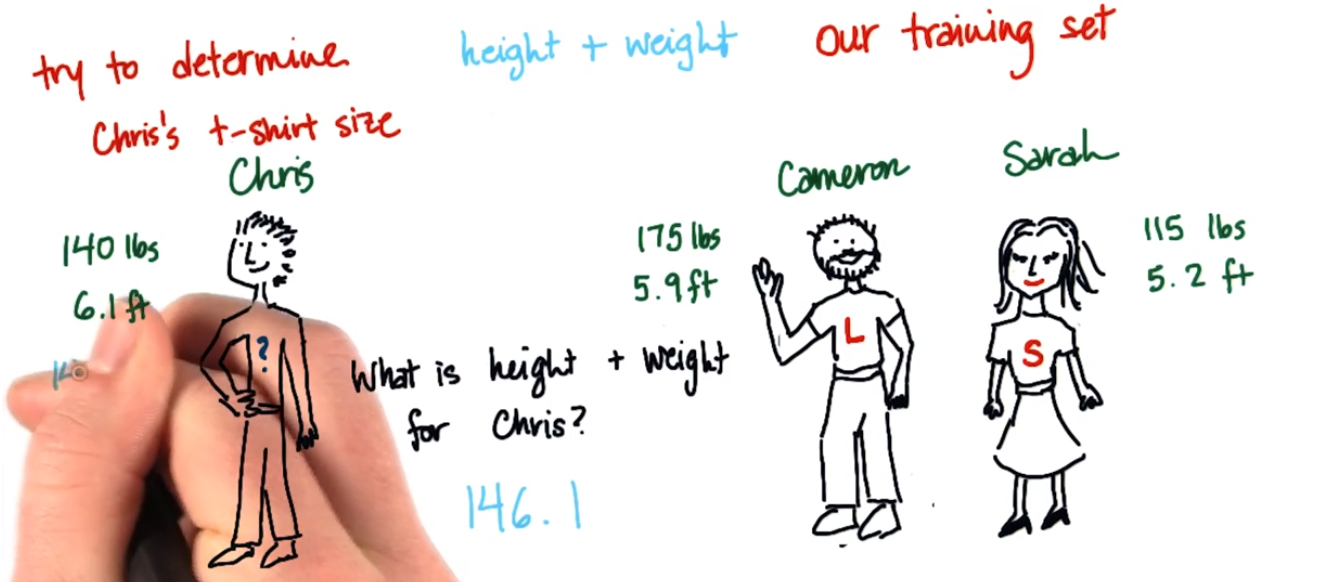 try to determine
Chris's t-shirt size
height + weight
our training set
Chris
140 lbs
6.1 ft
?
What is height + weight
for Chris?
146.1
Cameron
175 lbs
5.9 ft
L
Sarah
115 lbs
5.2 ft
S